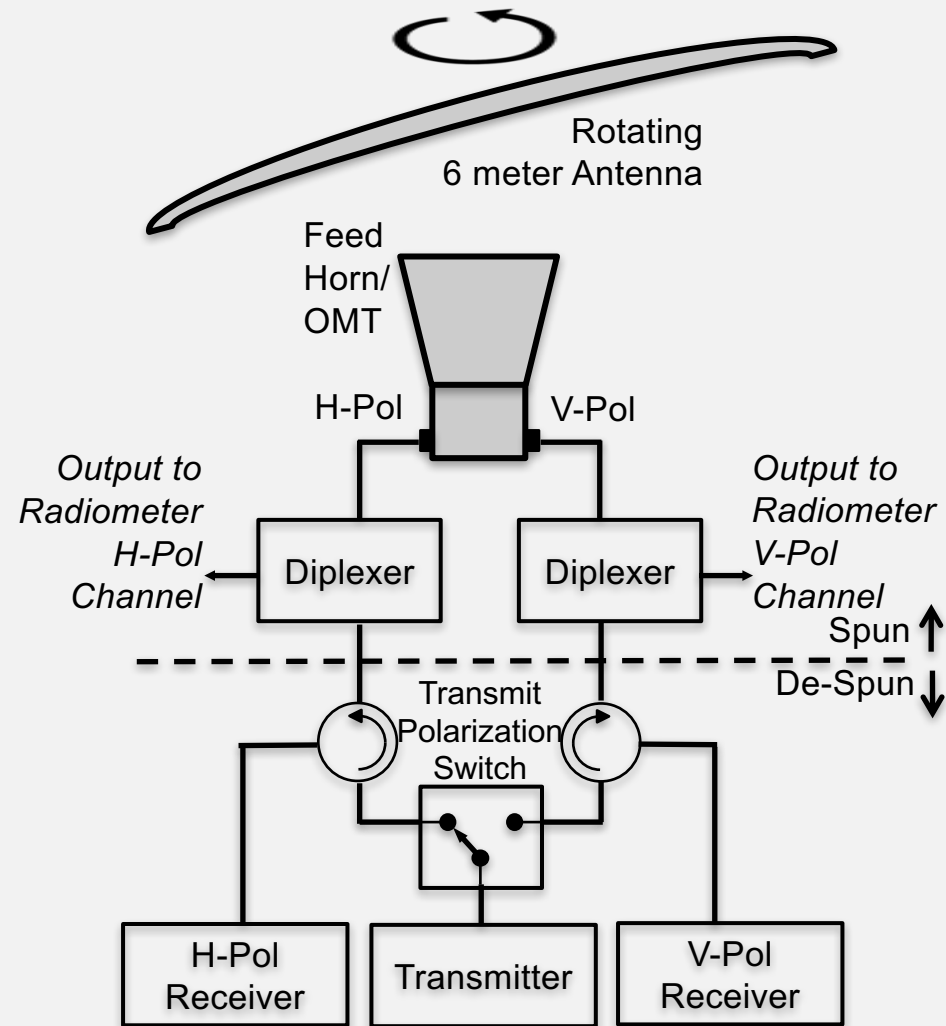 Rotating
6 meter Antenna
Feed
Horn/
OMT
H-Pol
V-Pol
Output to
Radiometer
H-Pol
Channel
Diplexer
Diplexer
Output to
Radiometer
V-Pol
Channel
Spun
De-Spun
Transmit
Polarization
Switch
H-Pol
Receiver
Transmitter
V-Pol
Receiver